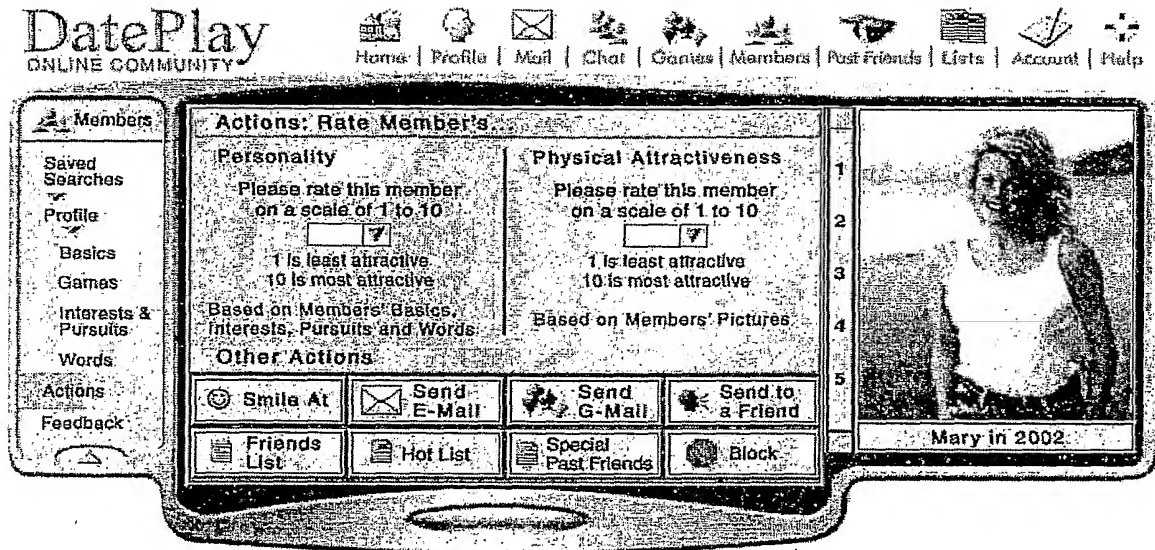 DatePlay
ONLINE COMMUNITY
Home | Profile | Mail | Chat | Games | Members | Past Friends | Lists | Account | Help
Members
Saved
Searches
Profile
Basics
Games
Interests &
Pursuits
Words
Actions
Feedback
Actions: Rate Member's...
Personality
Please rate this member
on a scale of 1 to 10
1 is least attractive
10 is most attractive
Based on Members' Basics,
Interests, Pursuits and Words
Physical Attractiveness
Please rate this member
on a scale of 1 to 10
1 is least attractive
10 is most attractive
Based on Members' Pictures
Other Actions
Smile At
Send
E-Mail
Send
G-Mail
Send to
a Friend
Friends
List
Hot List
Special
Past Friends
Block
1
2
3
4
5
Mary in 2002